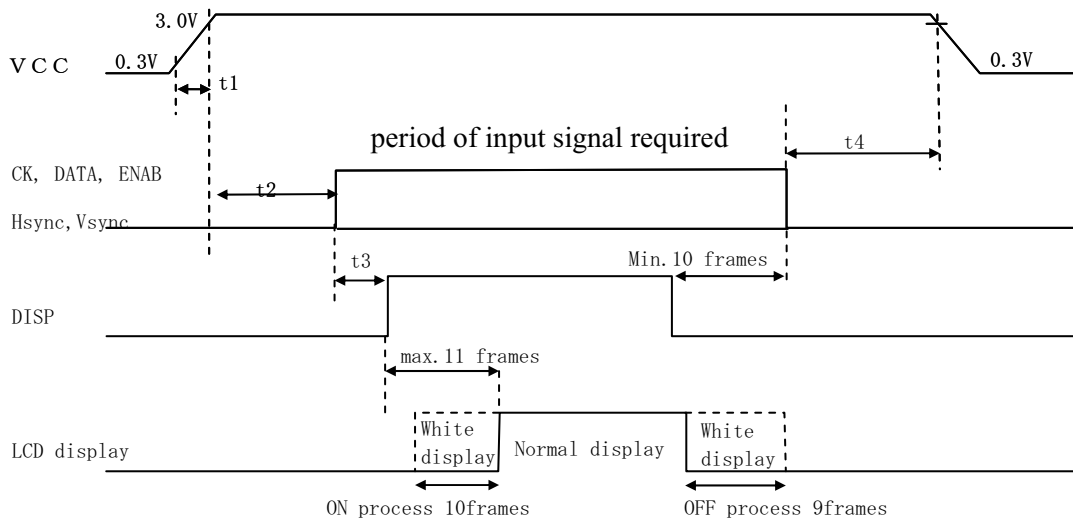 3.0V
VCC
0.3V
0.3V
t1
period of input signal required
t4
CK, DATA, ENAB
t2
Hsync,Vsync
t3
Min.10 frames
DISP
max.11 frames
LCD display
White
display
Normal display
White
display
ON process 10frames
OFF process 9frames